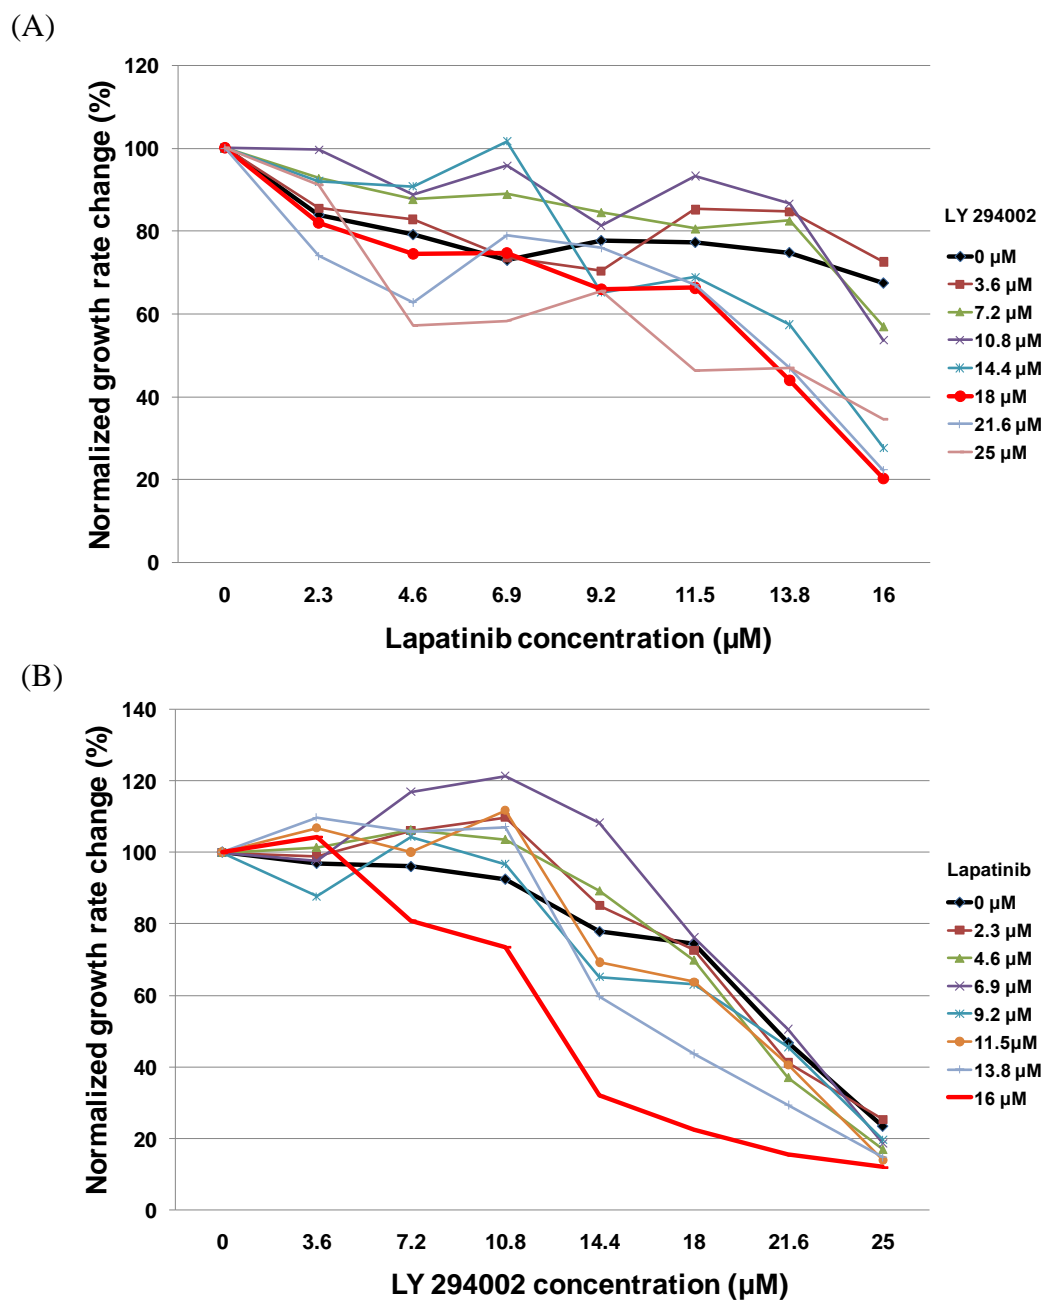 (A)
Normalized growth rate change (%)
120
100
80
60
40
20
0
0 2.3 4.6 6.9 9.2 11.5 13.8 16
Lapatinib concentration (µM)
LY 294002
0 µM
3.6 µM
7.2 µM
10.8 µM
14.4 µM
18 µM
21.6 µM
25 µM
(B)
Normalized growth rate change (%)
140
120
100
80
60
40
20
0
0 3.6 7.2 10.8 14.4 18 21.6 25
LY 294002 concentration (µM)
Lapatinib
0 µM
2.3 µM
4.6 µM
6.9 µM
9.2 µM
11.5µM
13.8 µM
16 µM